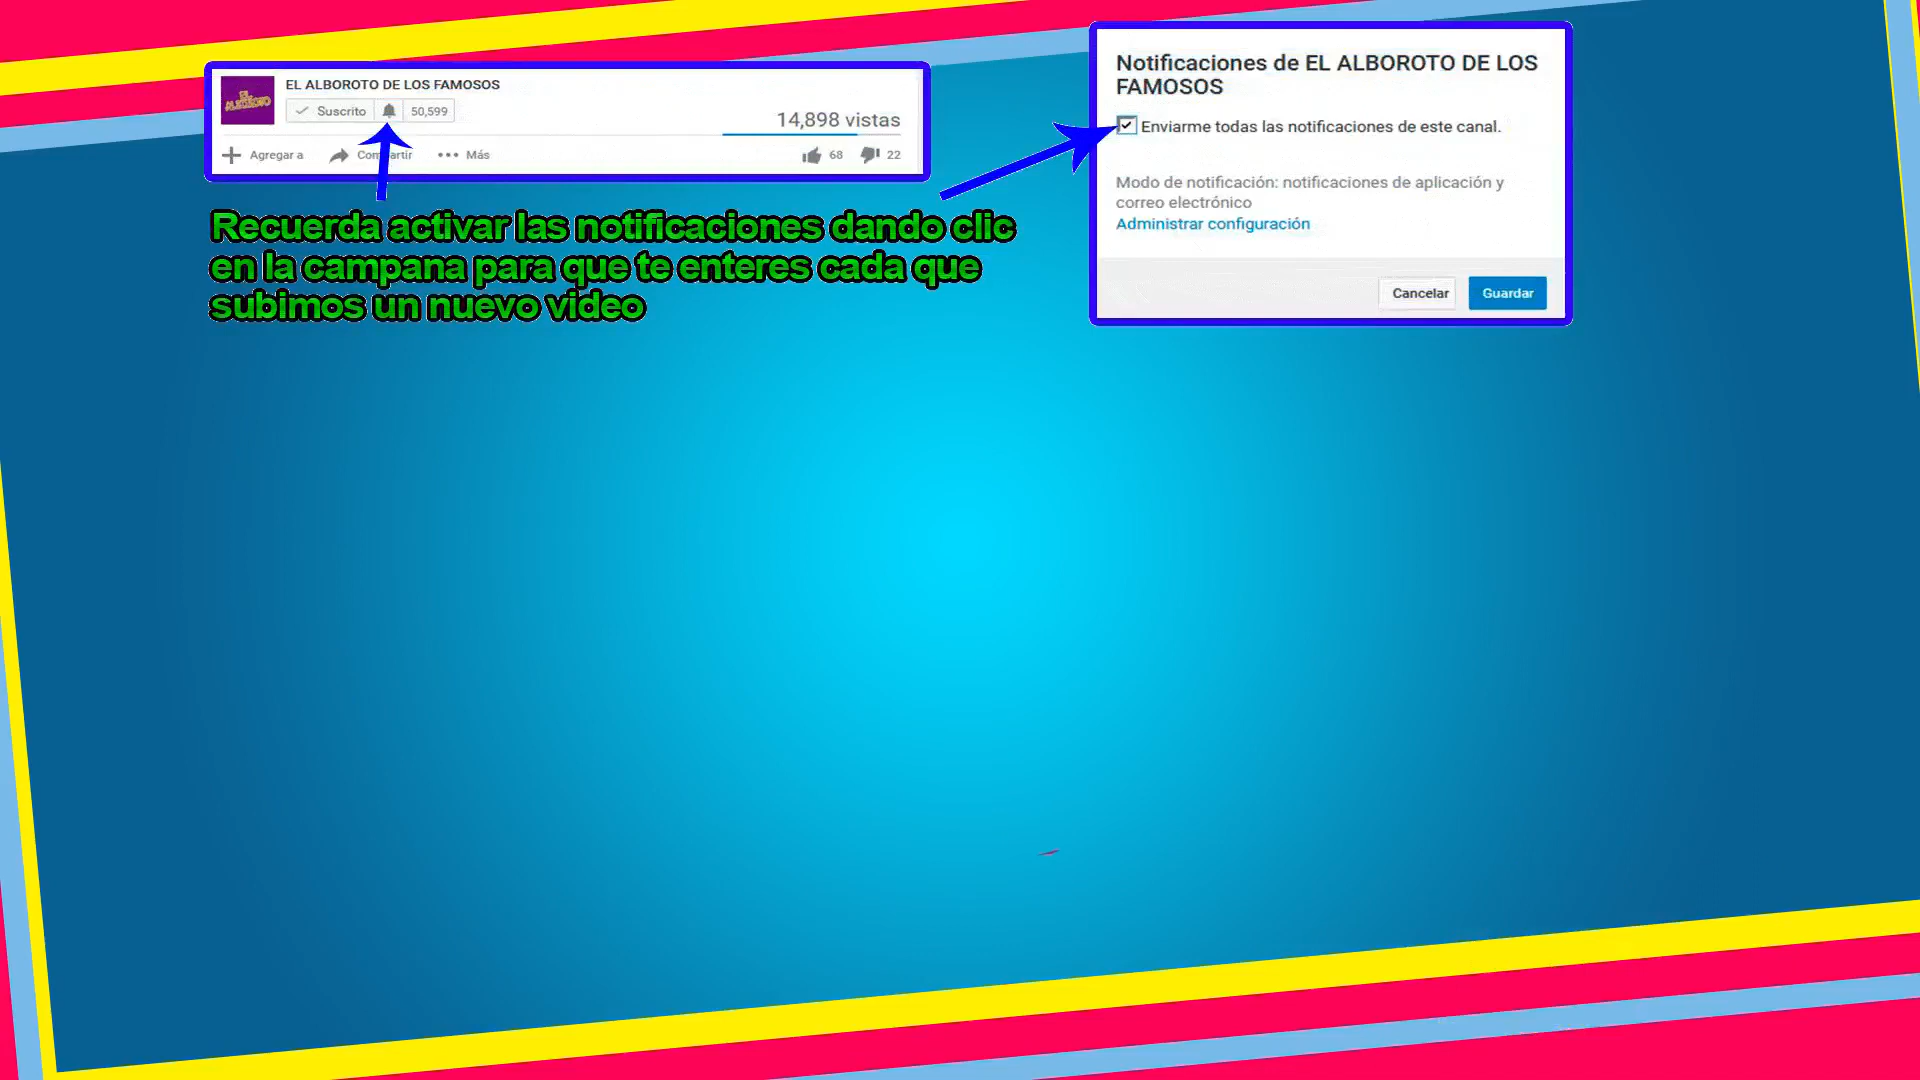 EL ALBOROTO DE LOS FAMOSOS
EL ALBOROTO
Suscrito 50,599
14,898 vistas
Agregar a Compartir Más 68 22
Recuerda activar las notificaciones dando clic
en la campana para que te enteres cada que
subimos un nuevo video
Notificaciones de EL ALBOROTO DE LOS
FAMOSOS
Enviarme todas las notificaciones de este canal.
Modo de notificación: notificaciones de aplicación y
correo electrónico
Administrar configuración
Cancelar Guardar